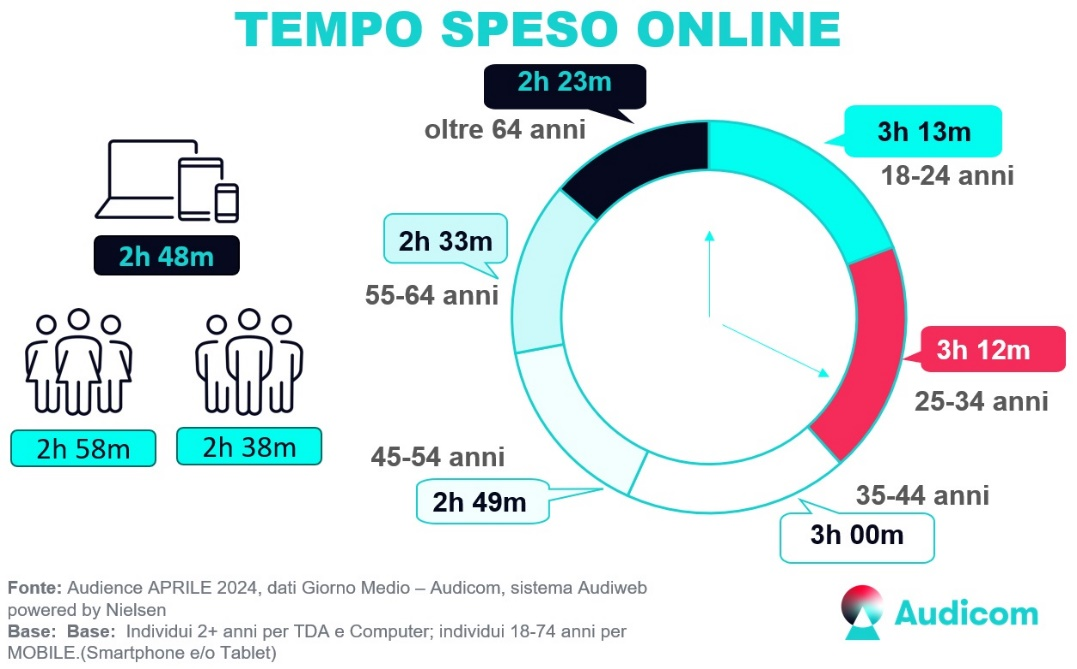 TEMPO SPESO ONLINE
2h 23m
oltre 64 anni
3h 13m
18-24 anni
2h 48m
2h 33m
55-64 anni
3h 12m
25-34 anni
2h 58m
2h 38m
45-54 anni
2h 49m
35-44 anni
3h 00m
Fonte: Audience APRILE 2024, dati Giorno Medio – Audicom, sistema Audiweb
powered by Nielsen
Base: Base: Individui 2+ anni per TDA e Computer; individui 18-74 anni per
MOBILE.(Smartphone e/o Tablet)
Audicom